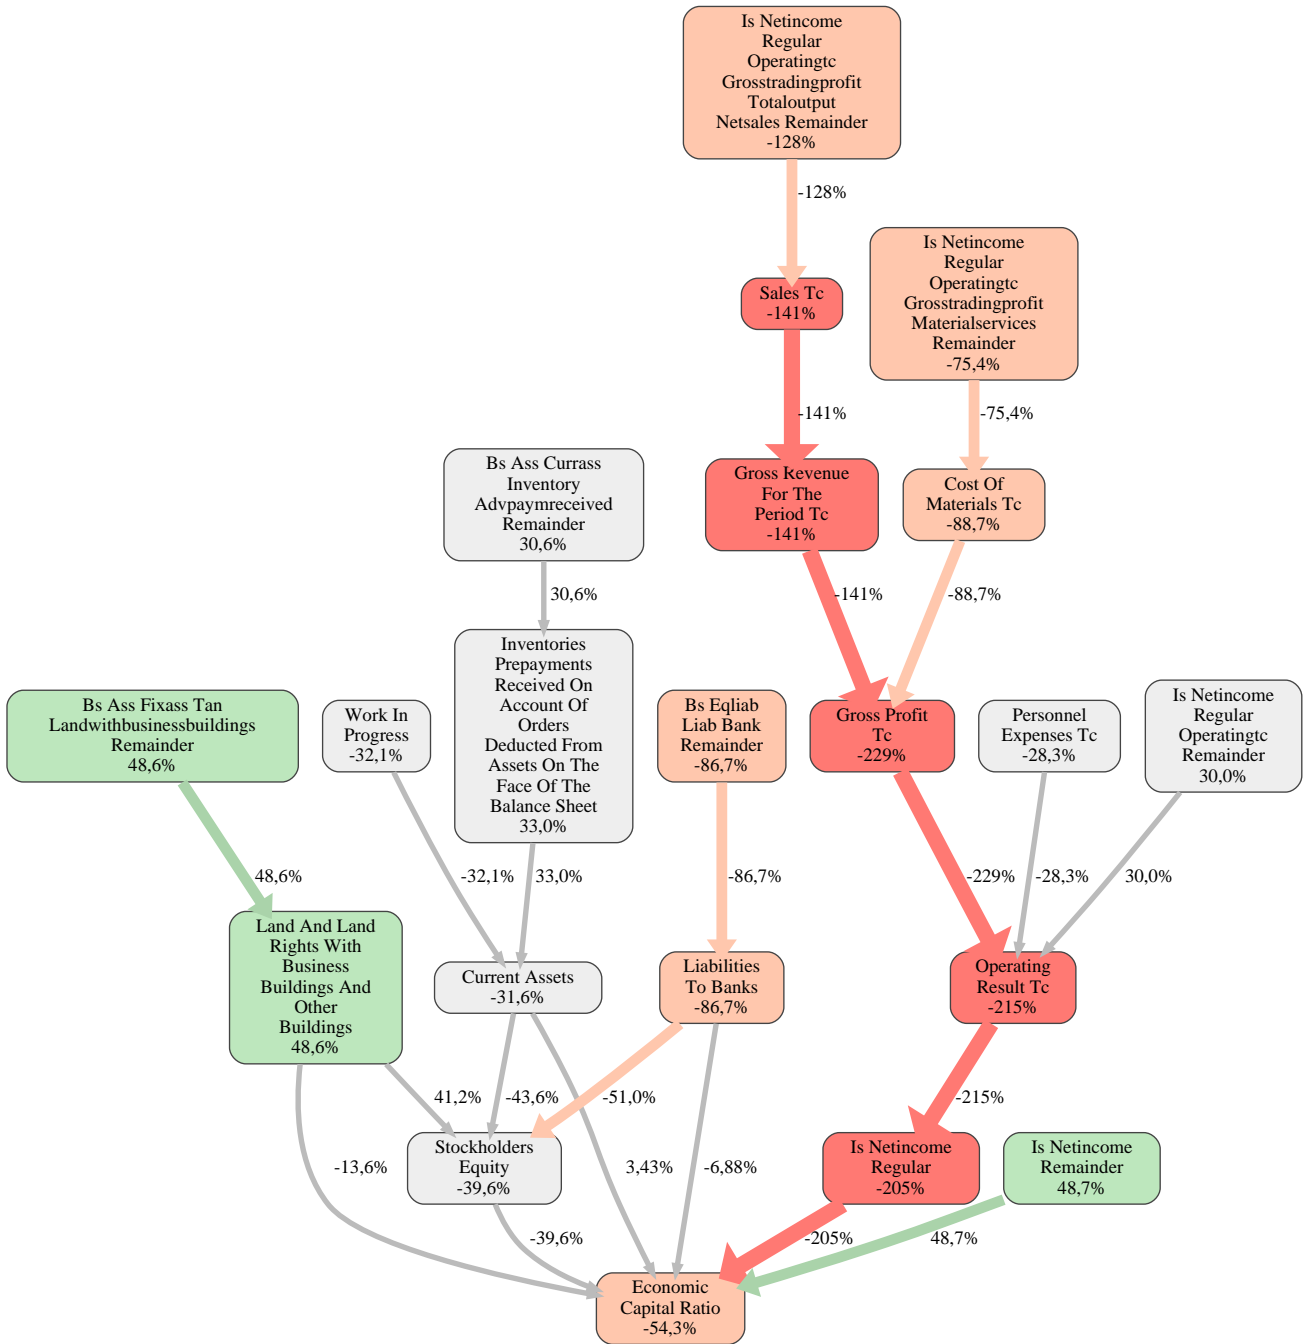 Is Netincome
Regular
Operatingtc
Grosstradingprofit
Totaloutput
Netsales Remainder
-128%
-128%
Is Netincome
Regular
Operatingtc
Grosstradingprofit
Materialservices
Remainder
-75,4%
Sales Tc
-141%
-141%
-75,4%
Bs Ass Currass
Inventory
Advpaymreceived
Remainder
30,6%
Gross Revenue
For The
Period Tc
-141%
Cost Of
Materials Tc
-88,7%
30,6%
-141%
-88,7%
Inventories
Prepayments
Received On
Account Of
Orders
Deducted From
Assets On The
Face Of The
Balance Sheet
33,0%
Bs Ass Fixass Tan
Landwithbusinessbuildings
Remainder
48,6%
Work In
Progress
-32,1%
Bs Eqliab
Liab Bank
Remainder
-86,7%
Gross Profit
Tc
-229%
Personnel
Expenses Tc
-28,3%
Is Netincome
Regular
Operatingtc
Remainder
30,0%
48,6%
-32,1%
33,0%
-86,7%
-229%
-28,3%
30,0%
Land And Land
Rights With
Business
Buildings And
Other
Buildings
48,6%
Current Assets
-31,6%
Liabilities
To Banks
-86,7%
Operating
Result Tc
-215%
41,2%
-43,6%
-51,0%
-215%
Stockholders
Equity
-39,6%
Is Netincome
Regular
-205%
Is Netincome
Remainder
48,7%
-13,6%
3,43%
-6,88%
-39,6%
-205%
48,7%
Economic
Capital Ratio
-54,3%